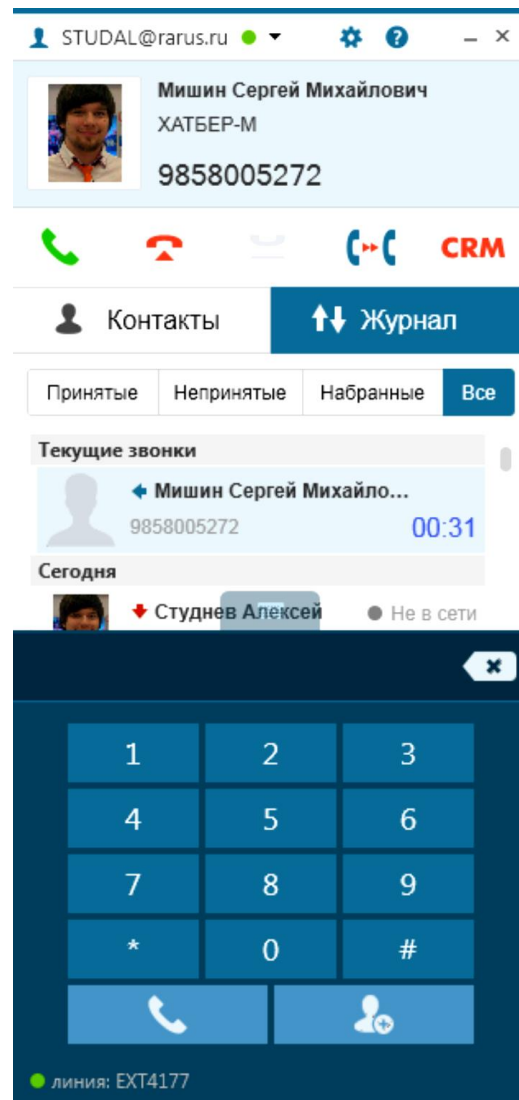 STUDAL@rarus.ru
Мишин Сергей Михайлович
ХАТБЕР-М
9858005272
CRM
Контакты Журнал
Принятые Непринятые Набранные Все
Текущие звонки
Мишин Сергей Михайло...
9858005272 00:31
Сегодня
Студнев Алексей Не в сети
1 2 3
4 5 6
7 8 9
* 0 #
линия: EXT4177